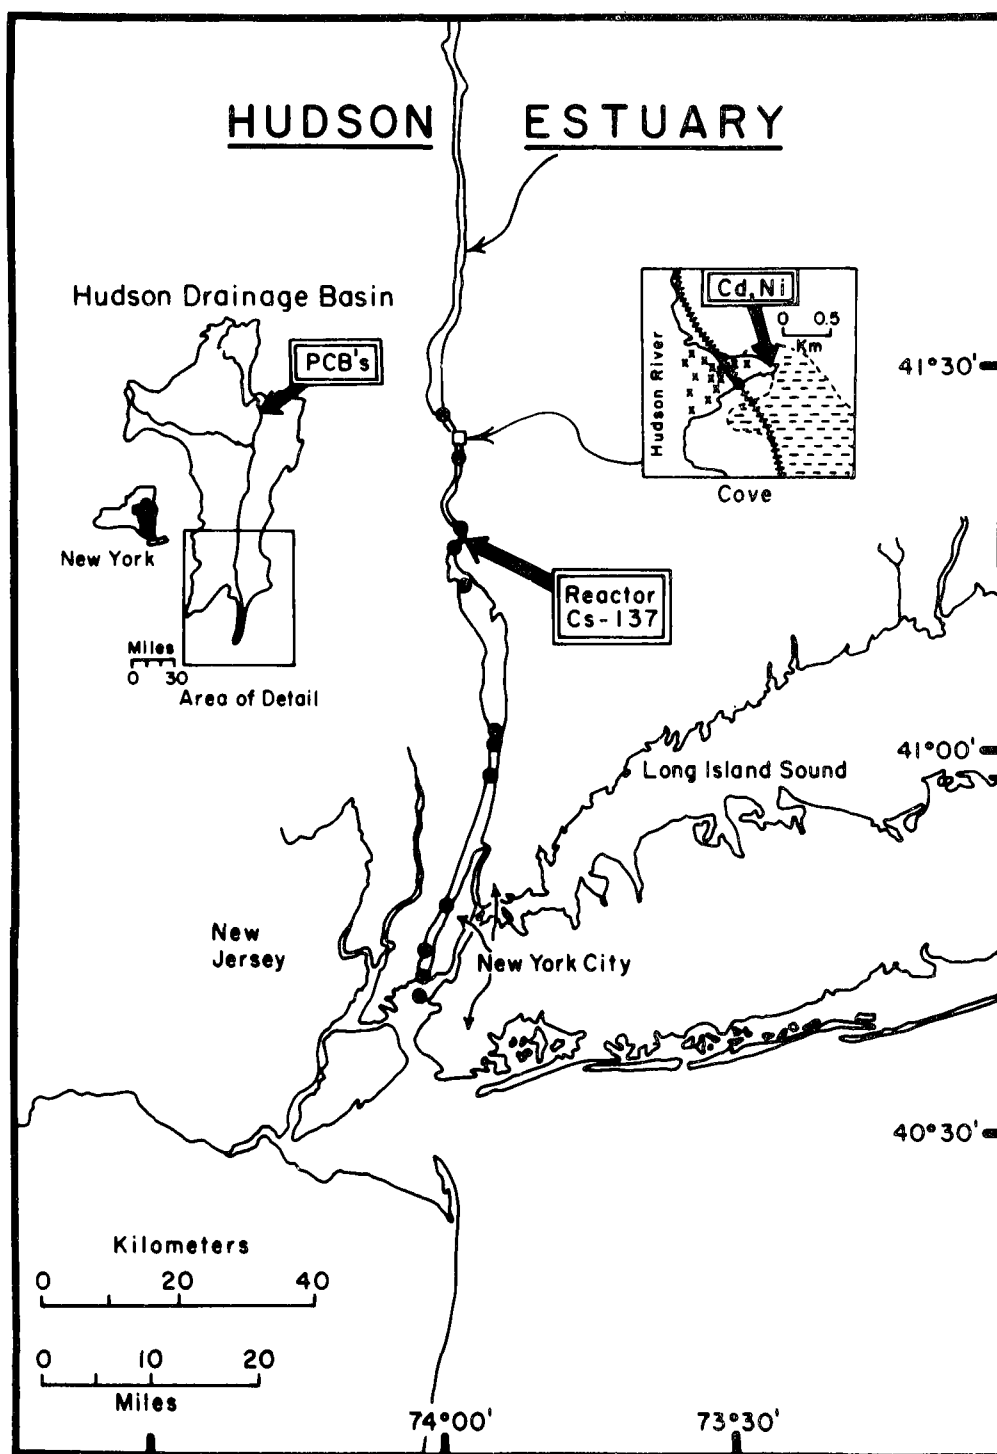 HUDSON ESTUARY
Hudson Drainage Basin
PCB's
New York
Miles
0 30
Area of Detail
Cd, Ni
0 0.5
Km
Hudson River
Cove
41°30'
Reactor
Cs-137
41°00'
Long Island Sound
New
Jersey
New York City
40°30'
Kilometers
0 20 40
0 10 20
Miles
74°00'
73°30'